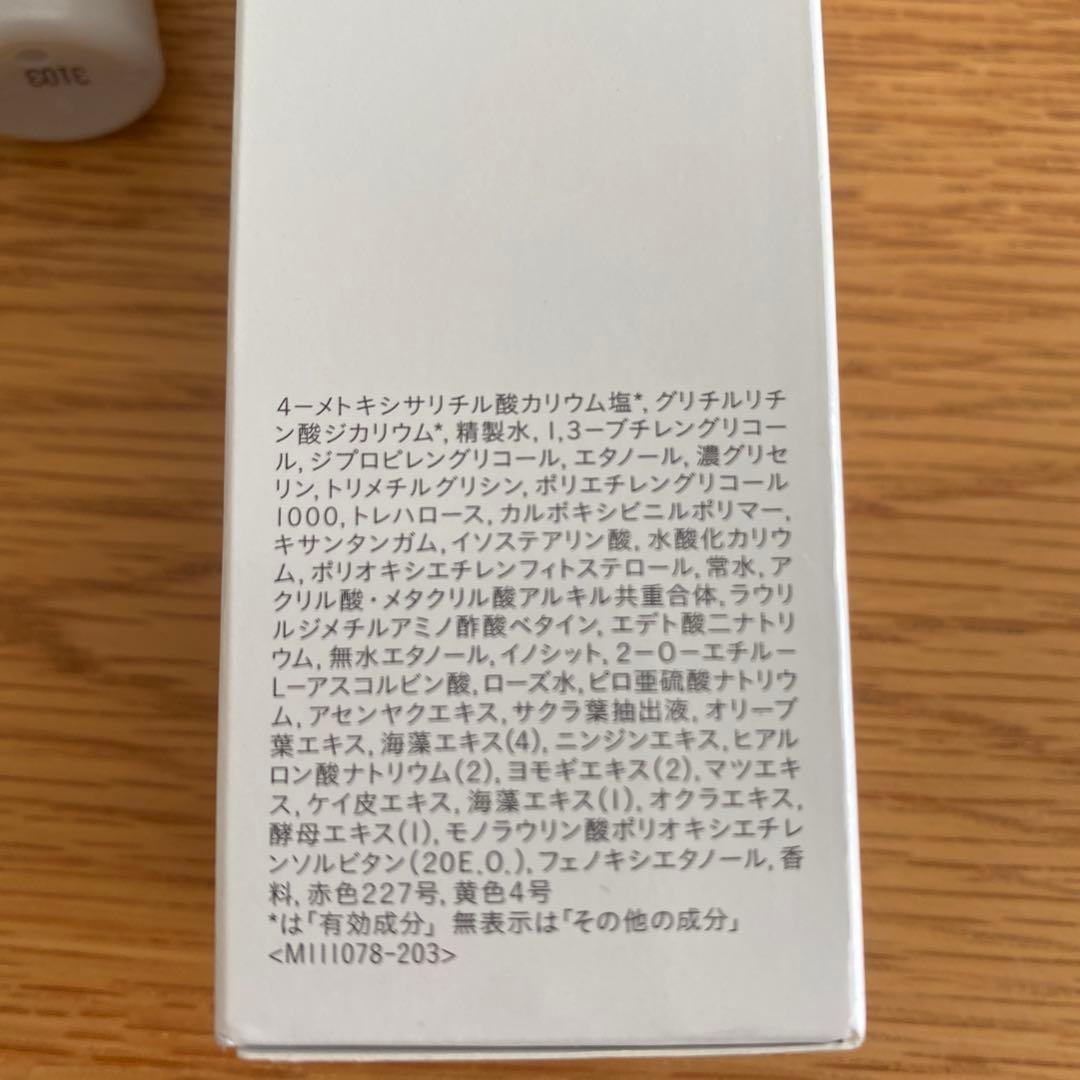 3103
4ーメトキシサリチル酸カリウム塩*, グリチルリチ
ン酸ジカリウム*, 精製水, 1,3ーブチレングリコー
ル, ジプロピレングリコール, エタノール, 濃グリセ
リン, トリメチルグリシン, ポリエチレングリコール
1000, トレハロース, カルボキシビニルポリマー,
キサンタンガム, イソステアリン酸, 水酸化カリウ
ム, ポリオキシエチレンフィトステロール, 常水, ア
クリル酸・メタクリル酸アルキル共重合体, ラウリ
ルジメチルアミノ酢酸ベタイン, エデト酸二ナトリ
ウム, 無水エタノール, イノシット, 2ーOーエチルー
Lーアスコルビン酸, ローズ水, ピロ亜硫酸ナトリウ
ム, アセンヤクエキス, サクラ葉抽出液, オリーブ
葉エキス, 海藻エキス(4), ニンジンエキス, ヒアル
ロン酸ナトリウム(2), ヨモギエキス(2), マツエキ
ス, ケイ皮エキス, 海藻エキス(1), オクラエキス,
酵母エキス(1), モノラウリン酸ポリオキシエチレ
ンソルビタン(20E.O.), フェノキシエタノール, 香
料, 赤色227号, 黄色4号
*は「有効成分」 無表示は「その他の成分」
<M111078-203>